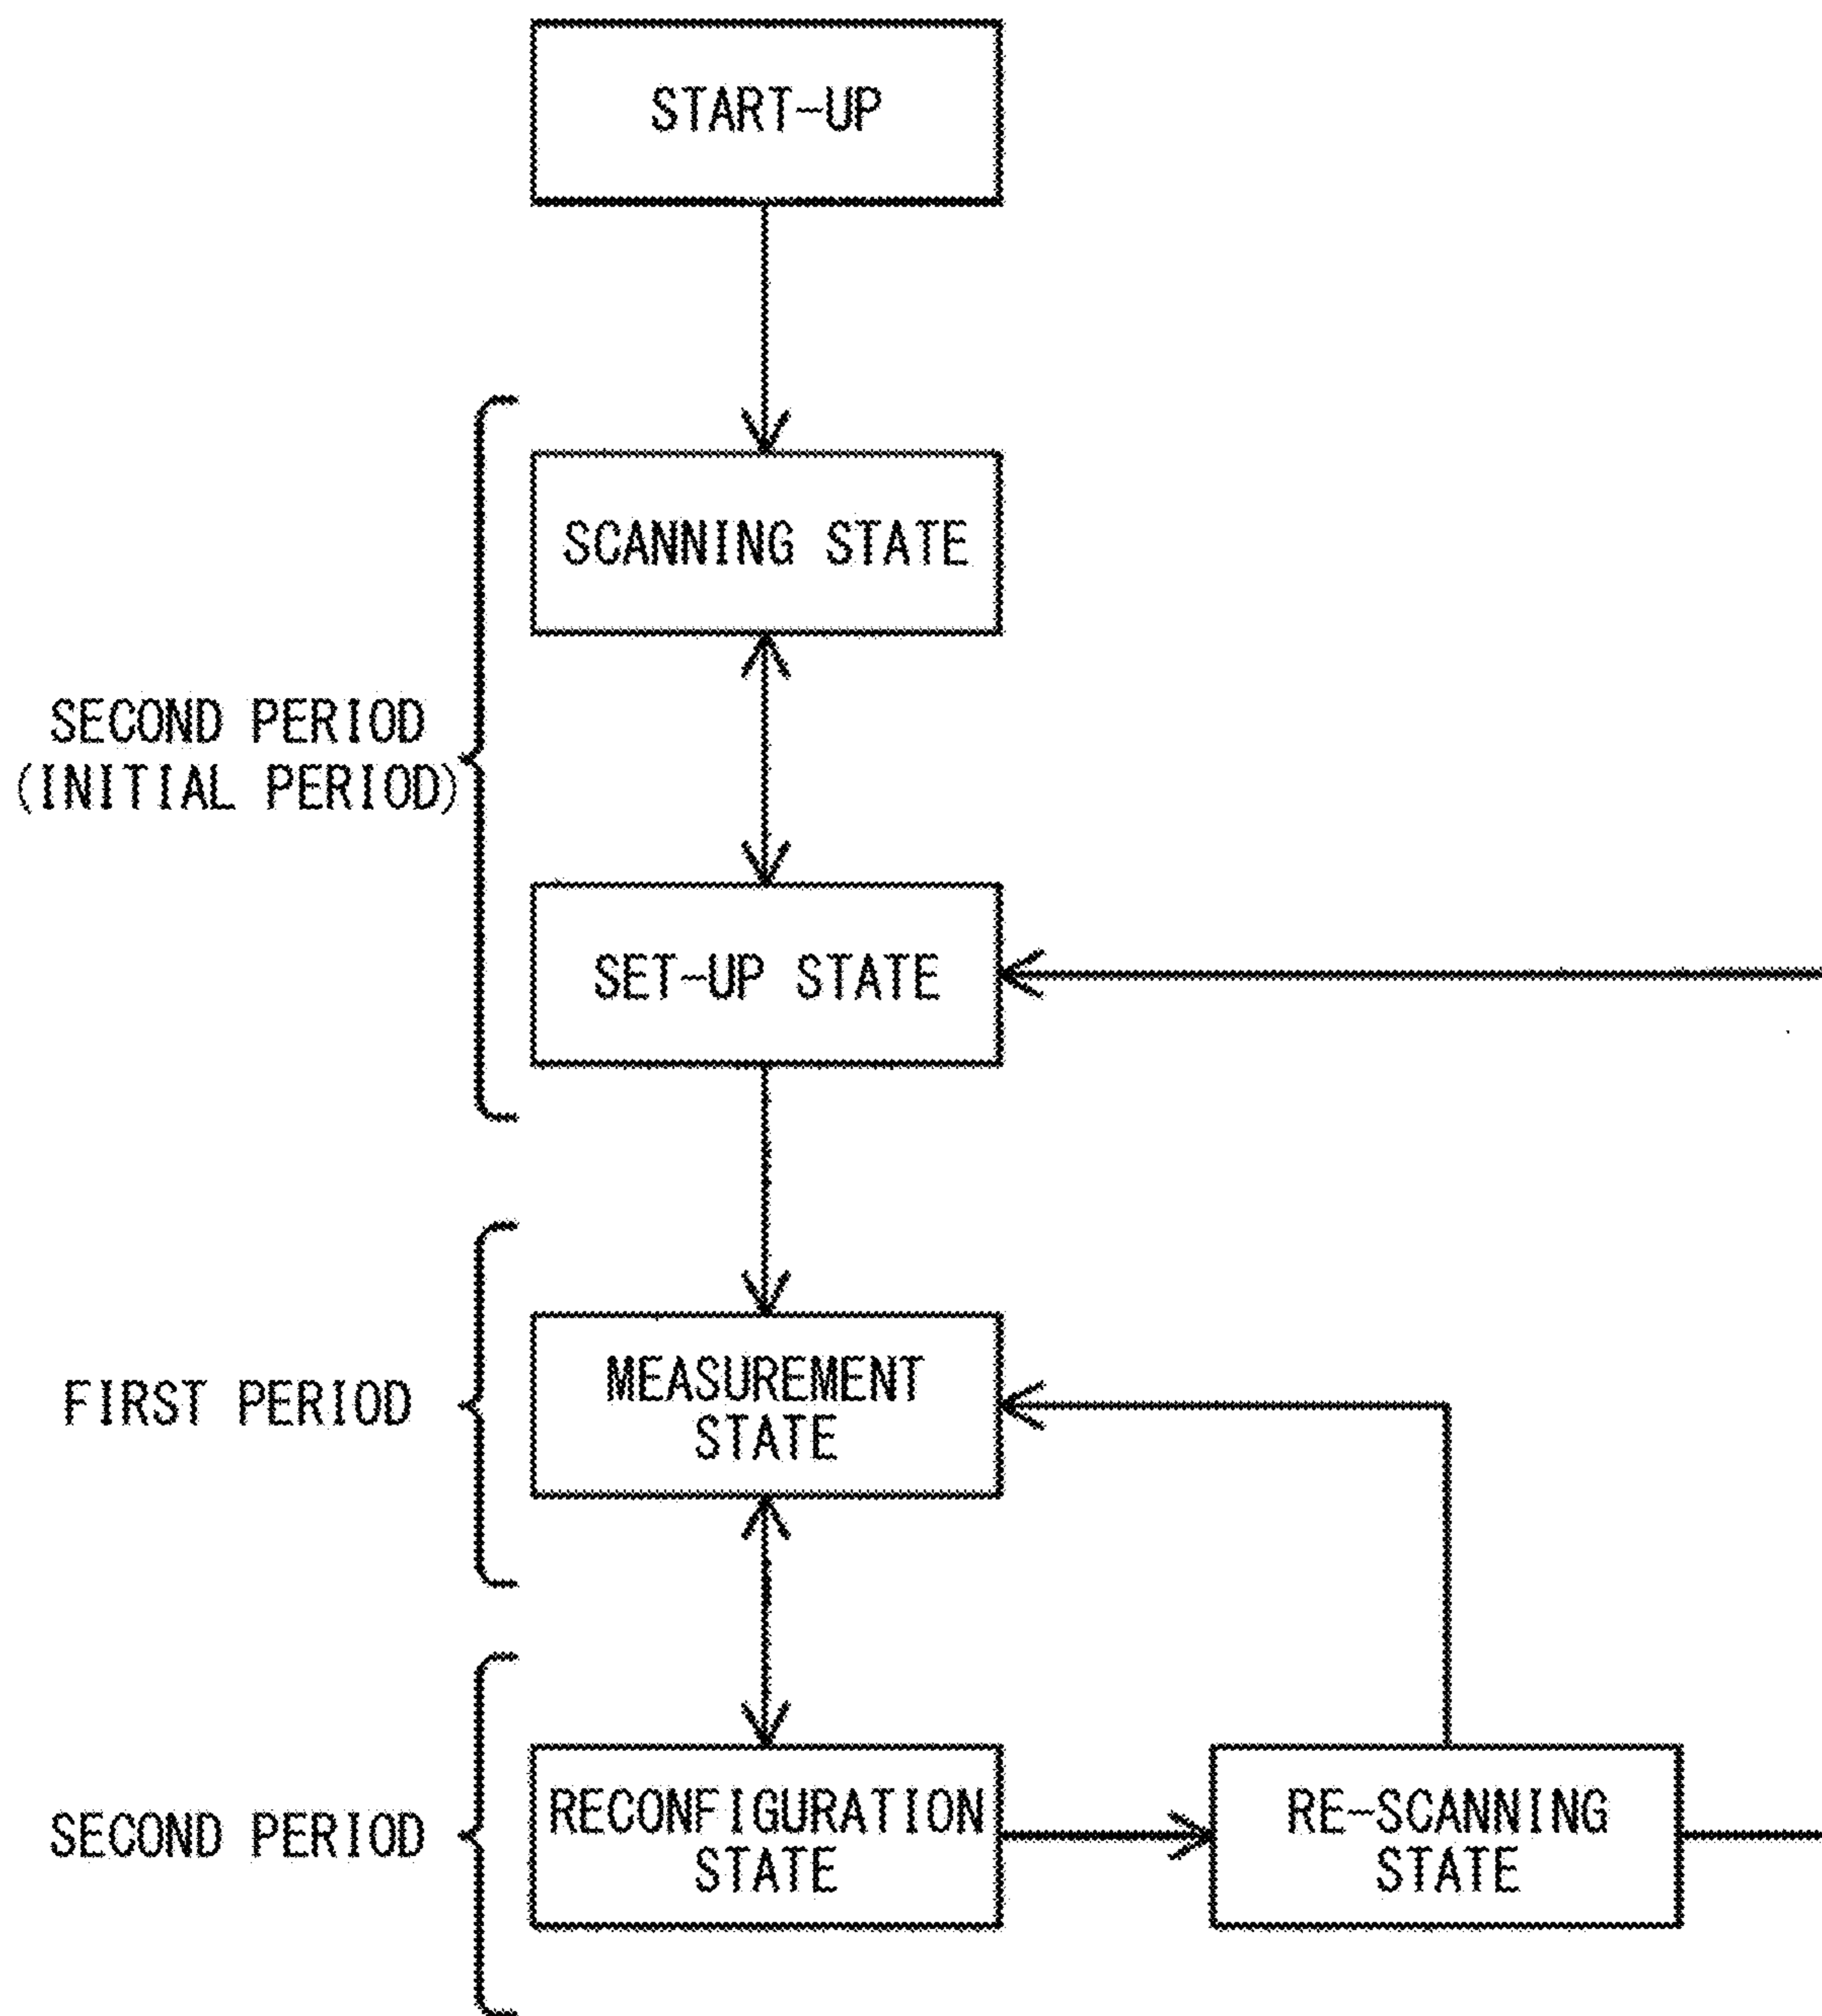 START-UP
SCANNING STATE
SECOND PERIOD
(INITIAL PERIOD)
SET-UP STATE
FIRST PERIOD
MEASUREMENT
STATE
SECOND PERIOD
RECONFIGURATION
STATE
RE-SCANNING
STATE